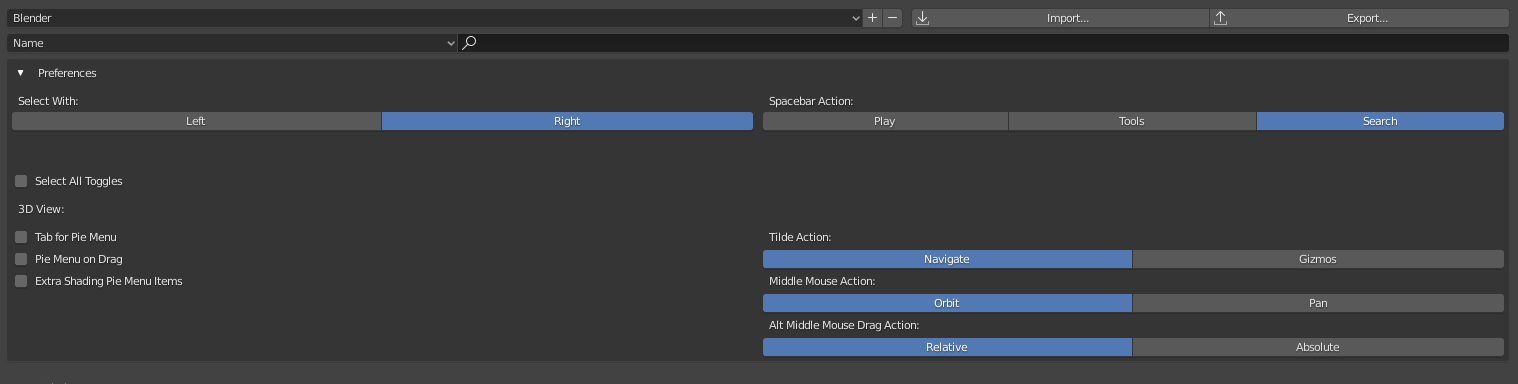 Blender + − Import... Export...
Name
Preferences
Select With: Spacebar Action:
Left Right Play Tools Search
Select All Toggles
3D View:
Tab for Pie Menu Tilde Action:
Pie Menu on Drag Navigate Gizmos
Extra Shading Pie Menu Items Middle Mouse Action:
Orbit Pan
Alt Middle Mouse Drag Action:
Relative Absolute